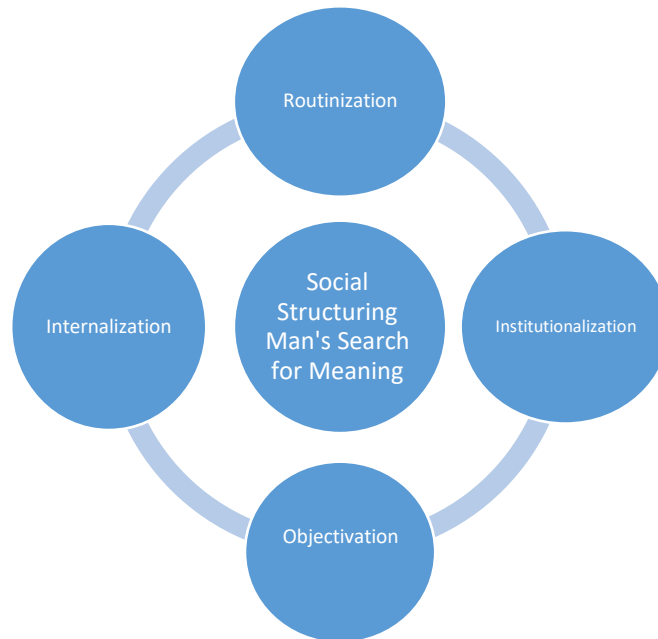 Routinization
Social
Structuring
Man's Search
for Meaning
Internalization
Institutionalization
Objectivation